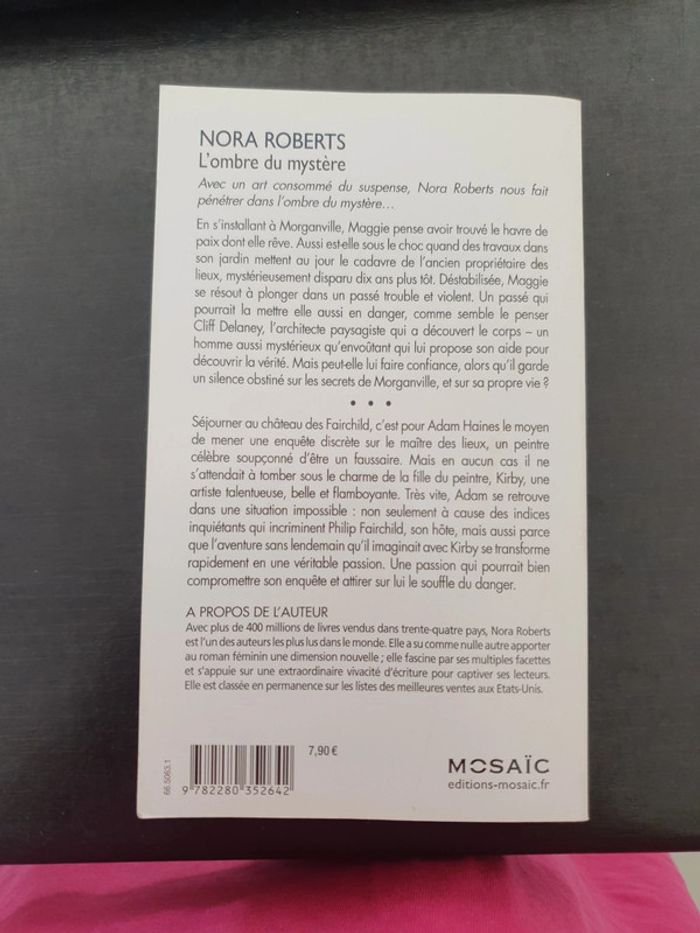 NORA ROBERTS
L'ombre du mystère
Avec un art consommé du suspense, Nora Roberts nous fait
pénétrer dans l'ombre du mystère…
En s'installant à Morganville, Maggie pense avoir trouvé le havre de
paix dont elle rêve. Aussi est-elle sous le choc quand des travaux dans
son jardin mettent au jour le cadavre de l'ancien propriétaire des
lieux, mystérieusement disparu dix ans plus tôt. Déstabilisée, Maggie
se résout à plonger dans un passé trouble et violent. Un passé qui
pourrait la mettre elle aussi en danger, comme semble le penser
Cliff Delaney, l'architecte paysagiste qui a découvert le corps – un
homme aussi mystérieux qu'envoûtant qui lui propose son aide pour
découvrir la vérité. Mais peut-elle lui faire confiance, alors qu'il garde
un silence obstiné sur les secrets de Morganville, et sur sa propre vie ?
• • •
Séjourner au château des Fairchild, c'est pour Adam Haines le moyen
de mener une enquête discrète sur le maître des lieux, un peintre
célèbre soupçonné d'être un faussaire. Mais en aucun cas il ne
s'attendait à tomber sous le charme de la fille du peintre, Kirby, une
artiste talentueuse, belle et flamboyante. Très vite, Adam se retrouve
dans une situation impossible : non seulement à cause des indices
inquiétants qui incriminent Philip Fairchild, son hôte, mais aussi parce
que l'aventure sans lendemain qu'il imaginait avec Kirby se transforme
rapidement en une véritable passion. Une passion qui pourrait bien
compromettre son enquête et attirer sur lui le souffle du danger.
A PROPOS DE L'AUTEUR
Avec plus de 400 millions de livres vendus dans trente-quatre pays, Nora Roberts
est l'un des auteurs les plus lus dans le monde. Elle a su comme nulle autre apporter
au roman féminin une dimension nouvelle ; elle fascine par ses multiples facettes
et s'appuie sur une extraordinaire vivacité d'écriture pour captiver ses lecteurs.
Elle est classée en permanence sur les listes des meilleures ventes aux Etats-Unis.
66.5063.1
7,90 €
9 782280 352642
MOSAÏC
editions-mosaic.fr